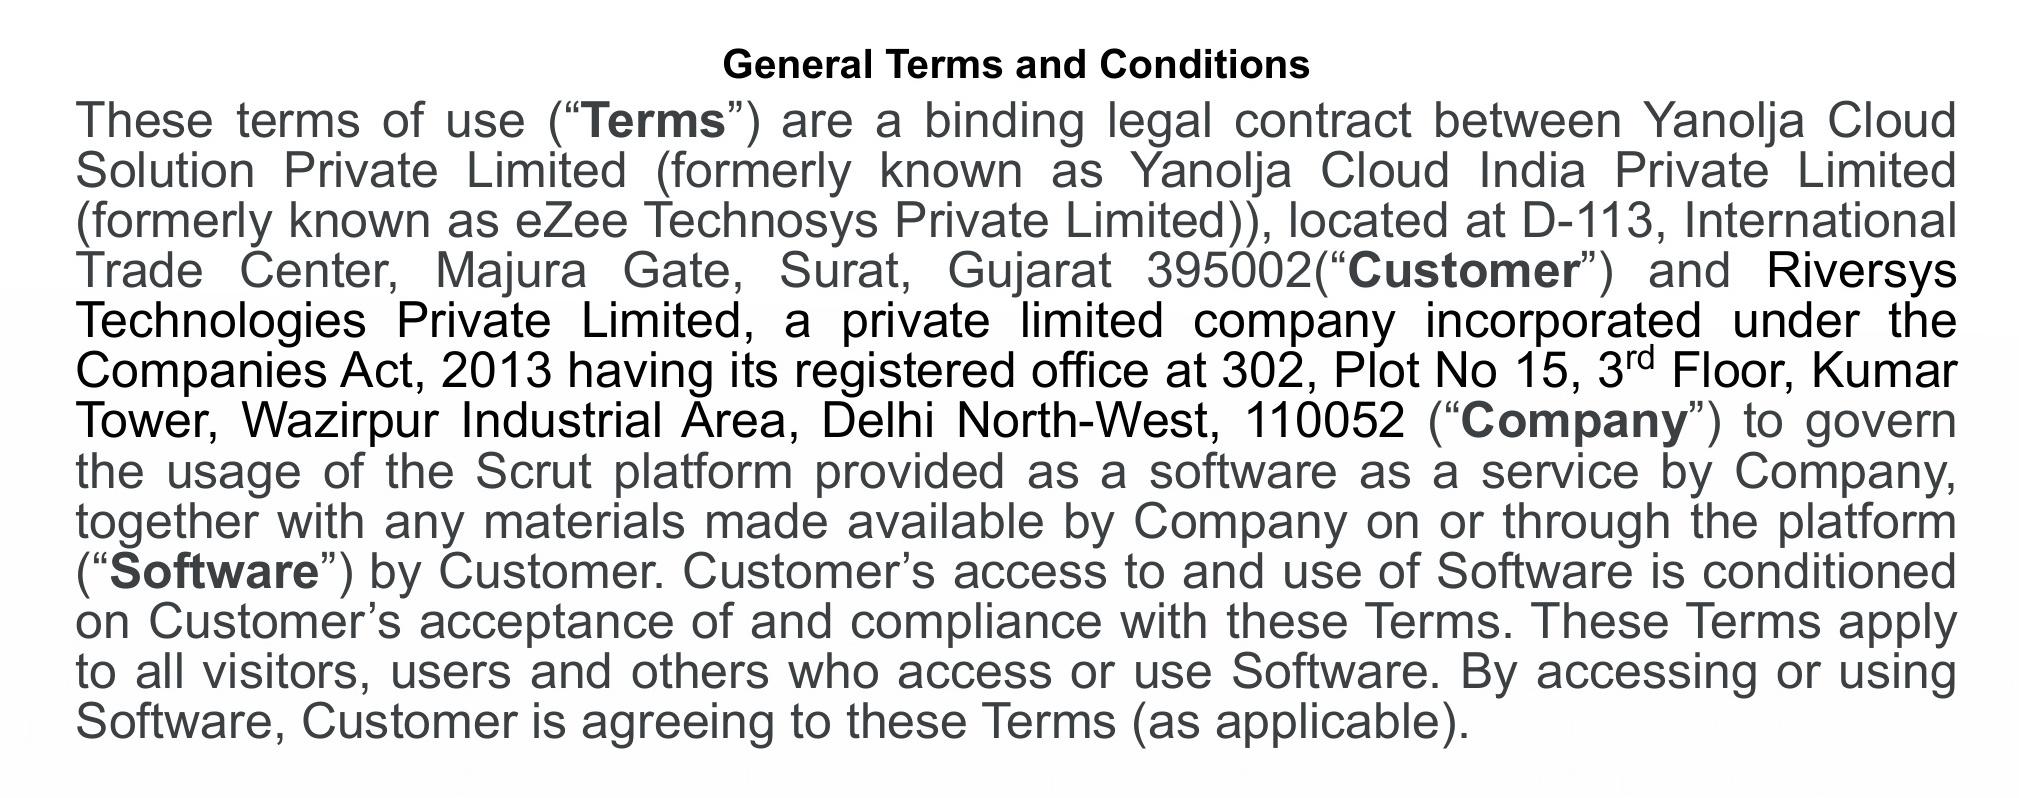 General Terms and Conditions
These terms of use (“Terms”) are a binding legal contract between Yanolja Cloud
Solution Private Limited (formerly known as Yanolja Cloud India Private Limited
(formerly known as eZee Technosys Private Limited)), located at D-113, International
Trade Center, Majura Gate, Surat, Gujarat 395002(“Customer”) and Riversys
Technologies Private Limited, a private limited company incorporated under the
Companies Act, 2013 having its registered office at 302, Plot No 15, 3rd Floor, Kumar
Tower, Wazirpur Industrial Area, Delhi North-West, 110052 (“Company”) to govern
the usage of the Scrut platform provided as a software as a service by Company,
together with any materials made available by Company on or through the platform
(“Software”) by Customer. Customer’s access to and use of Software is conditioned
on Customer’s acceptance of and compliance with these Terms. These Terms apply
to all visitors, users and others who access or use Software. By accessing or using
Software, Customer is agreeing to these Terms (as applicable).